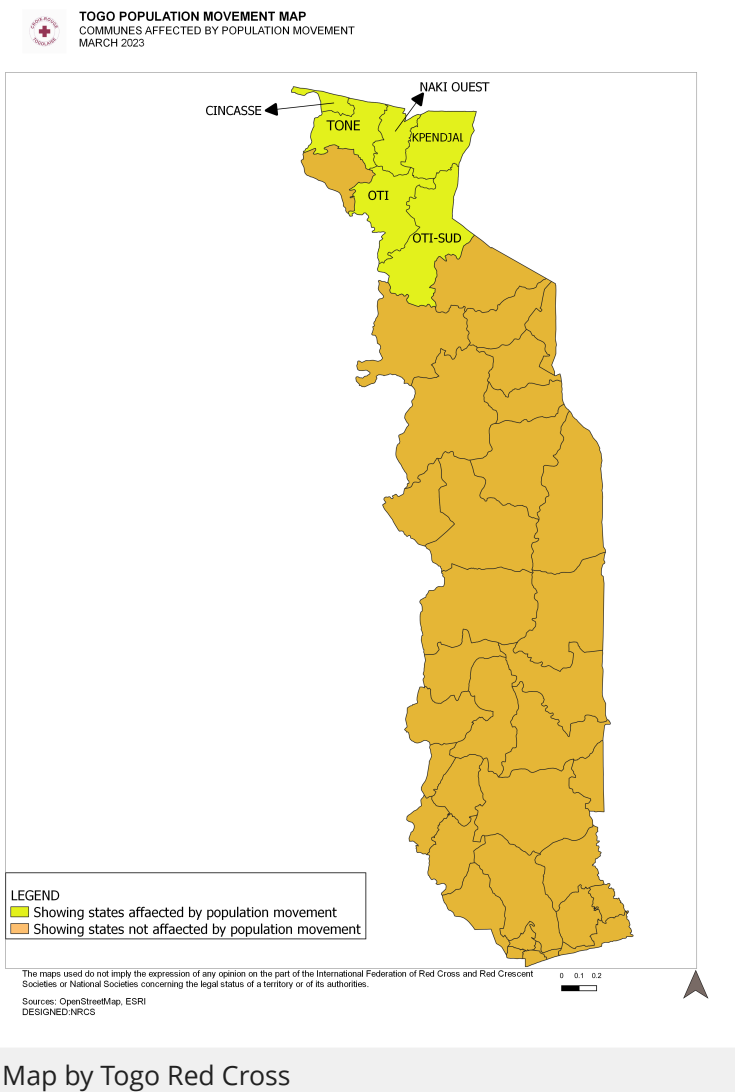 CROIX-ROUGE
TOGOLAISE
TOGO POPULATION MOVEMENT MAP
COMMUNES AFFECTED BY POPULATION MOVEMENT
MARCH 2023
NAKI OUEST
CINCASSE
TONE
KPENDJAL
OTI
OTI-SUD
LEGEND
Showing states affaected by population movement
Showing states not affaected by population movement
The maps used do not imply the expression of any opinion on the part of the International Federation of Red Cross and Red Crescent
Societies or National Societies concerning the legal status of a territory or of its authorities.
0 0.1 0.2
Sources: OpenStreetMap, ESRI
DESIGNED:NRCS
Map by Togo Red Cross